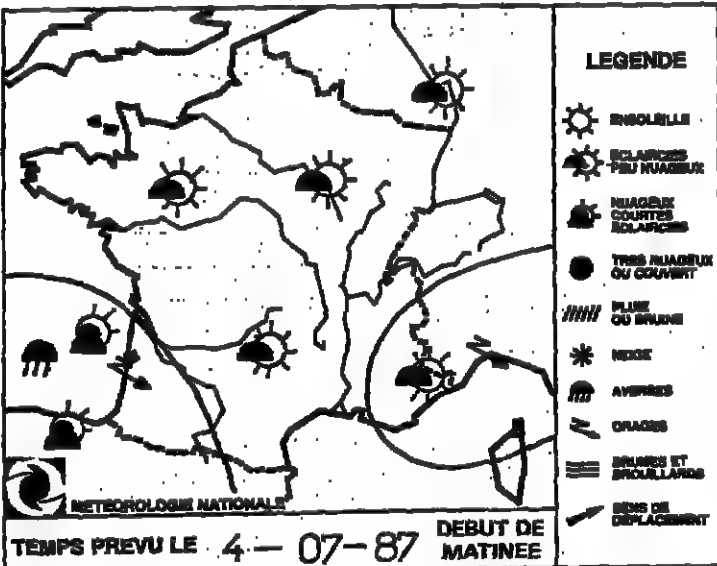 LEGENDE
ENSOLEILLE
ECLAIRCIES
PEU NUAGEUX
NUAGEUX
COURTES
ECLAIRCIES
TRES NUAGEUX
OU COUVERT
PLUIE
OU BRUINE
NEIGE
AVERSES
ORAGES
BRUMES ET
BROUILLARDS
SENS DE
DEPLACEMENT
METEOROLOGIE NATIONALE
TEMPS PREVU LE 4-07-87 DEBUT DE
MATINEE